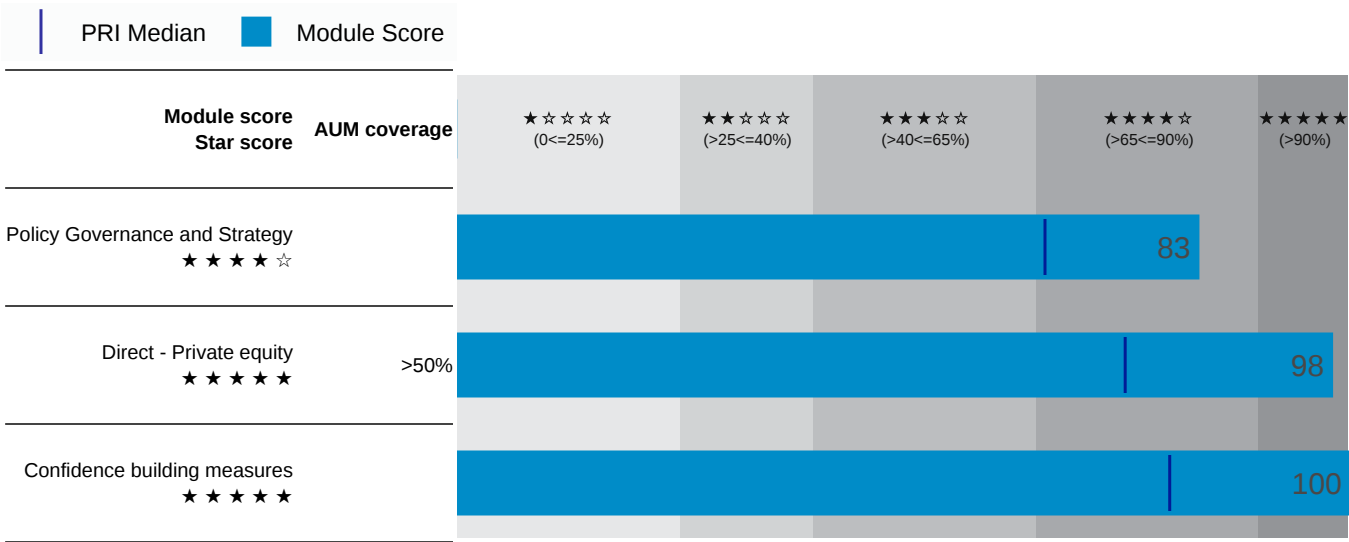 PRI Median
Module Score
Module score
Star score
AUM coverage
★☆☆☆☆
(0<=25%)
★★☆☆☆
(>25<=40%)
★★★☆☆
(>40<=65%)
★★★★☆
(>65<=90%)
★★★★★
(>90%)
Policy Governance and Strategy
★★★★☆
83
Direct - Private equity
★★★★★
>50%
98
Confidence building measures
★★★★★
100